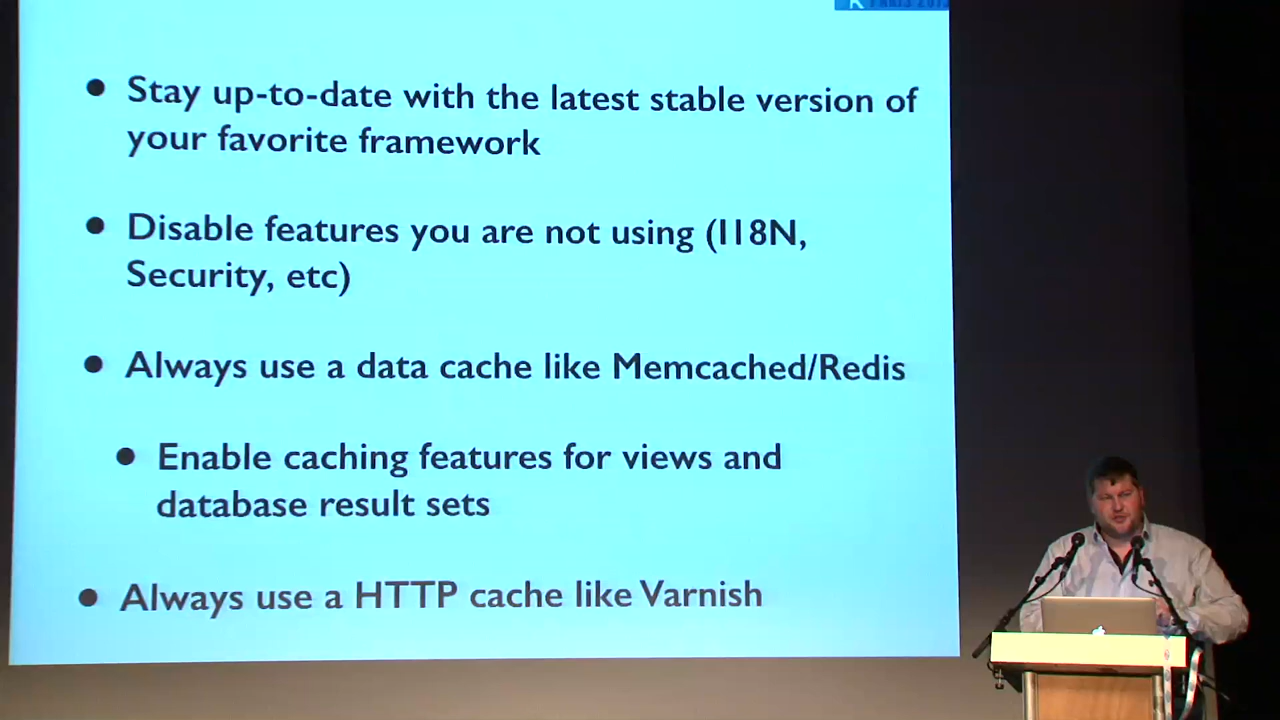 • Stay up-to-date with the latest stable version of
your favorite framework
• Disable features you are not using (I18N,
Security, etc)
• Always use a data cache like Memcached/Redis
• Enable caching features for views and
database result sets
• Always use a HTTP cache like Varnish